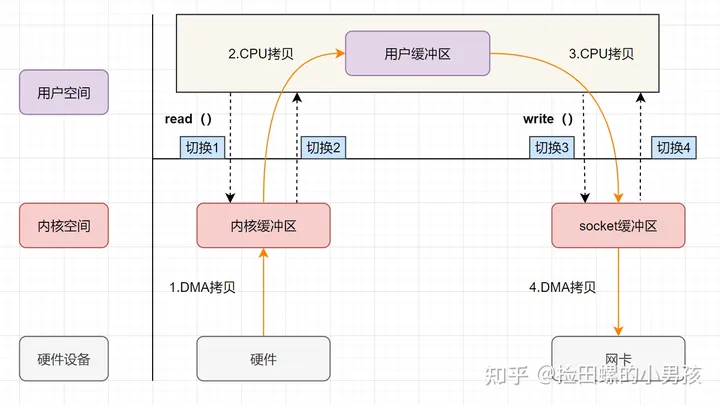 2.CPU拷贝
用户缓冲区
3.CPU拷贝
用户空间
read（）
write（）
切换1
切换2
切换3
切换4
内核空间
内核缓冲区
socket缓冲区
1.DMA拷贝
4.DMA拷贝
硬件设备
硬件
网卡
知乎 @捡田螺的小男孩